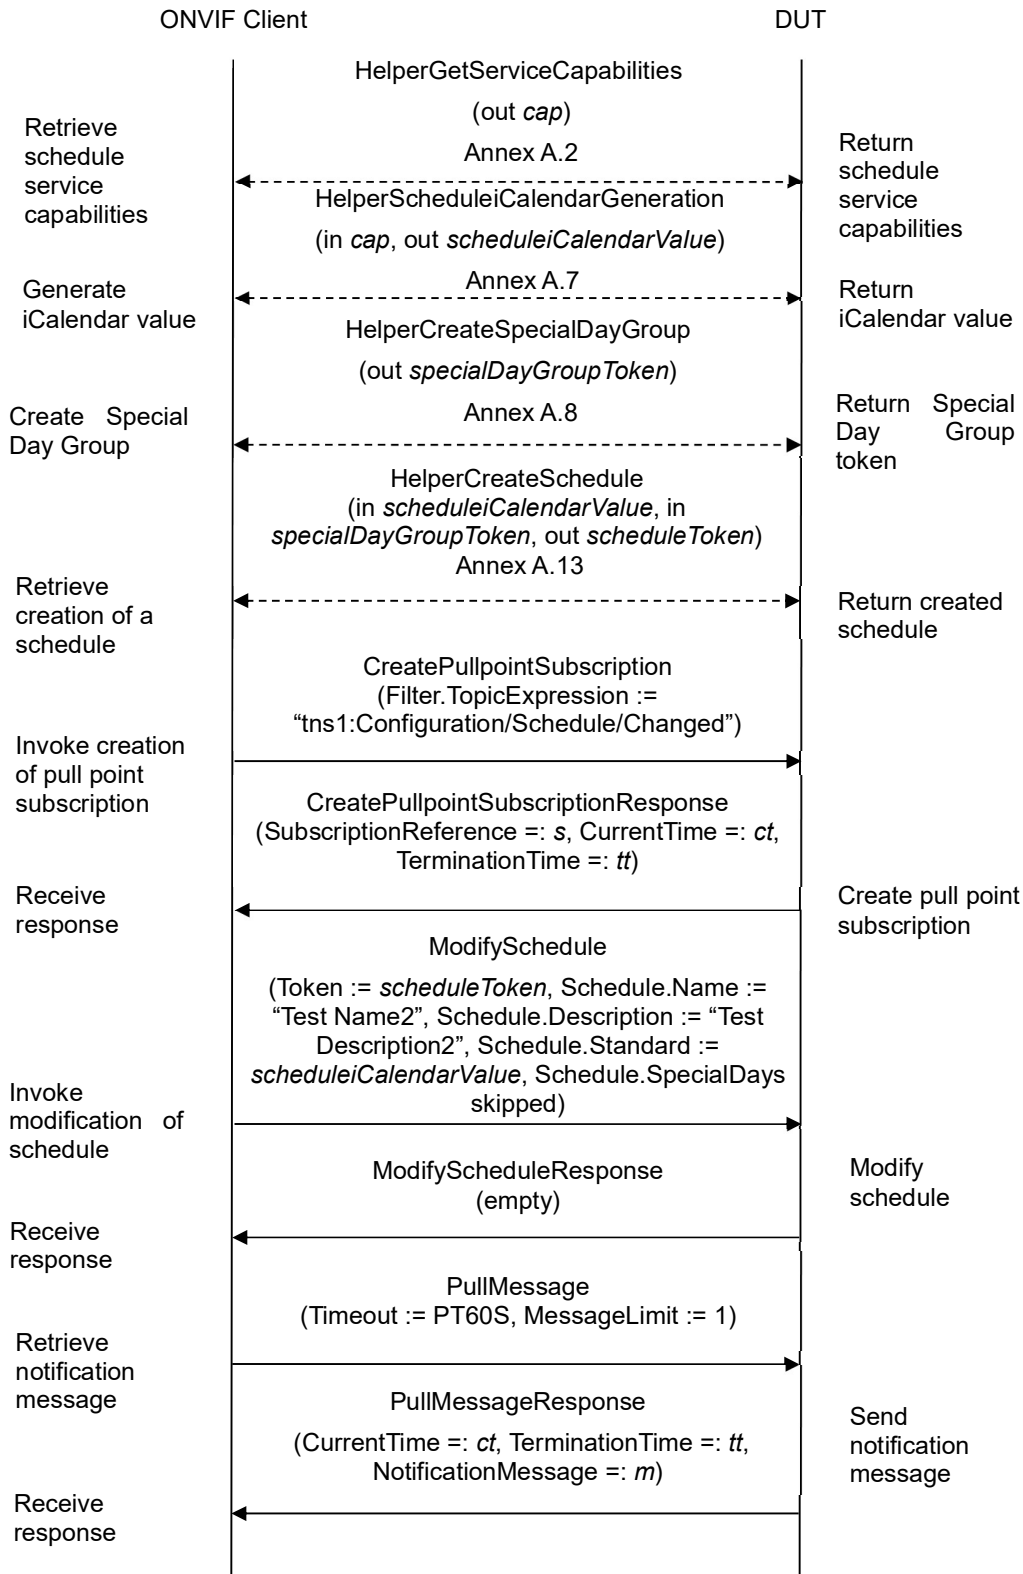 ONVIF Client
DUT
HelperGetServiceCapabilities
(out cap)
Annex A.2
Retrieve
schedule
service
capabilities
Return
schedule
service
capabilities
HelperScheduleiCalendarGeneration
(in cap, out scheduleiCalendarValue)
Annex A.7
Generate
iCalendar value
Return
iCalendar value
HelperCreateSpecialDayGroup
(out specialDayGroupToken)
Annex A.8
Create Special
Day Group
Return Special
Day Group
token
HelperCreateSchedule
(in scheduleiCalendarValue, in
specialDayGroupToken, out scheduleToken)
Annex A.13
Retrieve
creation of a
schedule
Return created
schedule
CreatePullpointSubscription
(Filter.TopicExpression :=
“tns1:Configuration/Schedule/Changed”)
Invoke creation
of pull point
subscription
CreatePullpointSubscriptionResponse
(SubscriptionReference =: s, CurrentTime =: ct,
TerminationTime =: tt)
Receive
response
Create pull point
subscription
ModifySchedule
(Token := scheduleToken, Schedule.Name :=
“Test Name2”, Schedule.Description := “Test
Description2”, Schedule.Standard :=
scheduleiCalendarValue, Schedule.SpecialDays
skipped)
Invoke
modification of
schedule
ModifyScheduleResponse
(empty)
Modify
schedule
Receive
response
PullMessage
(Timeout := PT60S, MessageLimit := 1)
Retrieve
notification
message
PullMessageResponse
(CurrentTime =: ct, TerminationTime =: tt,
NotificationMessage =: m)
Send
notification
message
Receive
response